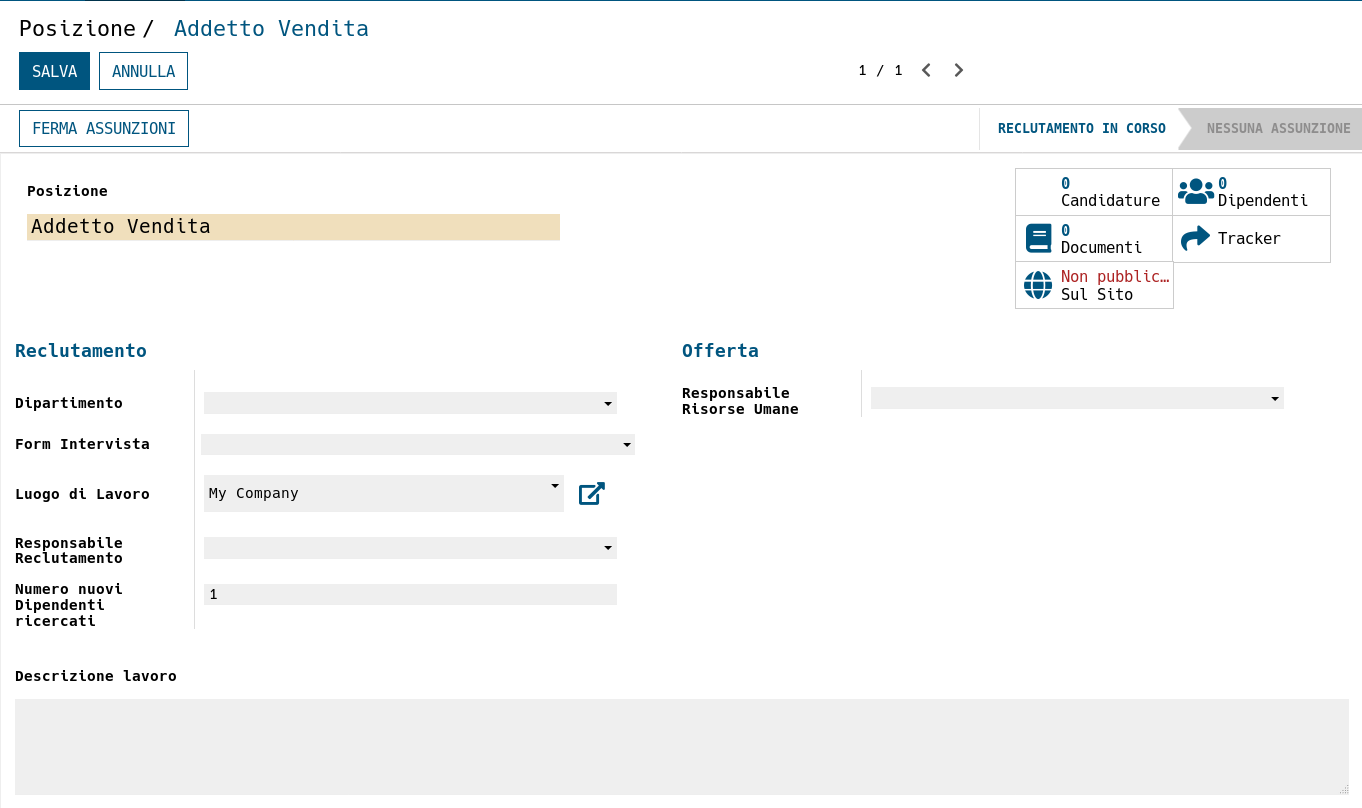 Posizione / Addetto Vendita
SALVA ANNULLA 1 / 1
FERMA ASSUNZIONI RECLUTAMENTO IN CORSO NESSUNA ASSUNZIONE
Posizione
Addetto Vendita
0
Candidature
0
Dipendenti
0
Documenti
Tracker
Non pubblic…
Sul Sito
Reclutamento
Dipartimento
Form Intervista
Luogo di Lavoro My Company
Responsabile
Reclutamento
Numero nuovi
Dipendenti
ricercati
1
Offerta
Responsabile
Risorse Umane
Descrizione lavoro